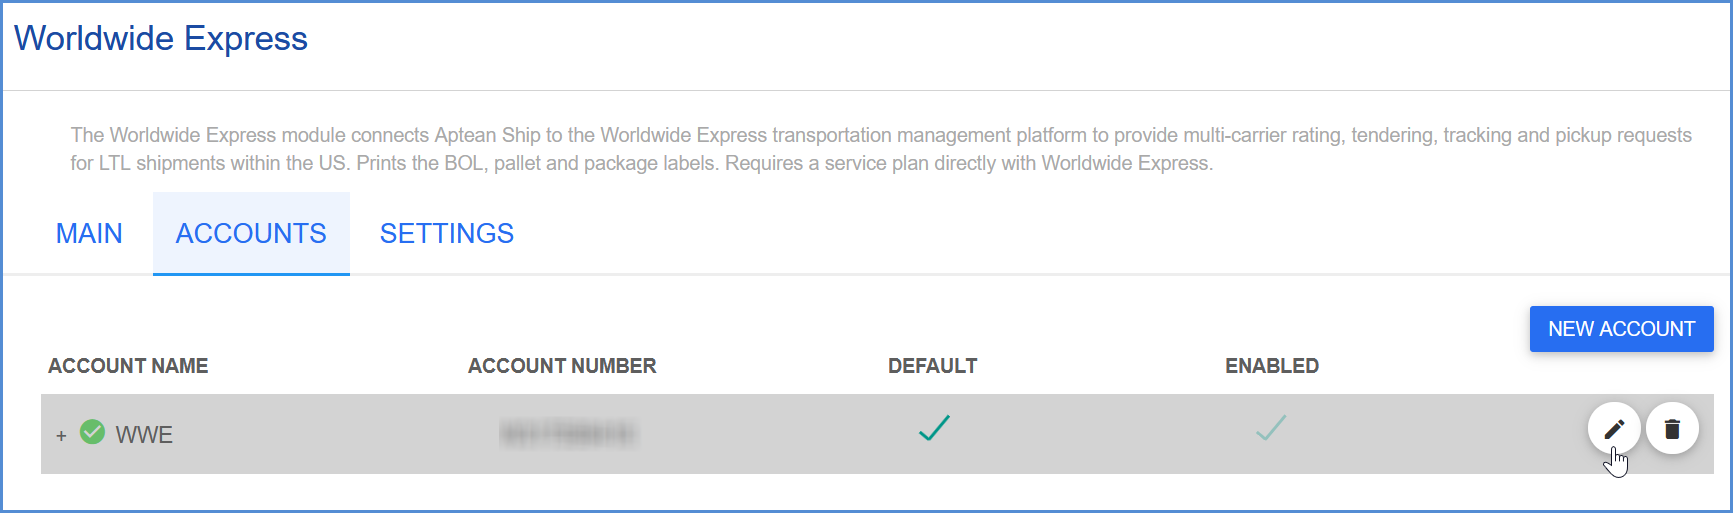 Worldwide Express
The Worldwide Express module connects Aptean Ship to the Worldwide Express transportation management platform to provide multi-carrier rating, tendering, tracking and pickup requests
for LTL shipments within the US. Prints the BOL, pallet and package labels. Requires a service plan directly with Worldwide Express.
MAIN ACCOUNTS SETTINGS
NEW ACCOUNT
ACCOUNT NAME ACCOUNT NUMBER DEFAULT ENABLED
+ WWE